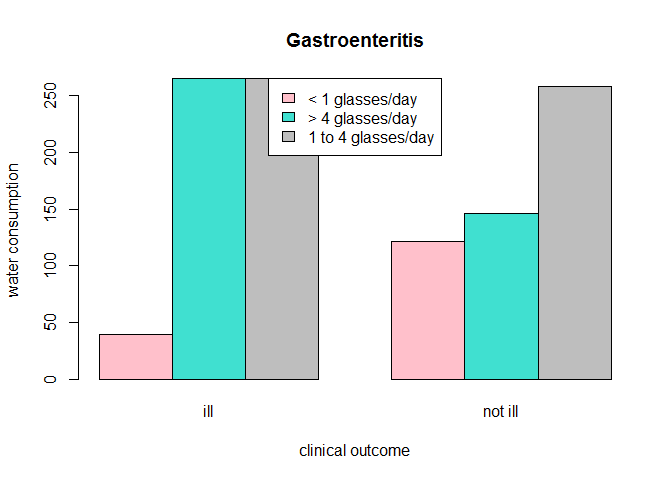 Gastroenteritis
< 1 glasses/day
> 4 glasses/day
1 to 4 glasses/day
water consumption
250
200
150
100
50
0
ill
not ill
clinical outcome